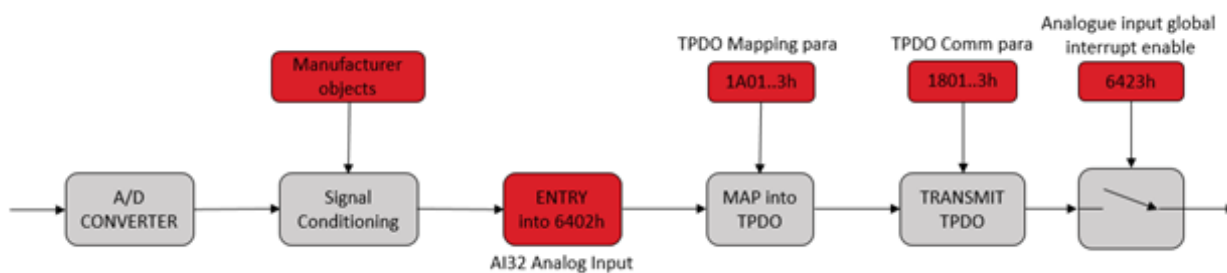 Analogue input global
interrupt enable
TPDO Mapping para
TPDO Comm para
Manufacturer
objects
1A01..3h
1801..3h
6423h
A/D
CONVERTER
Signal
Conditioning
ENTRY
into 6402h
MAP into
TPDO
TRANSMIT
TPDO
AI32 Analog Input